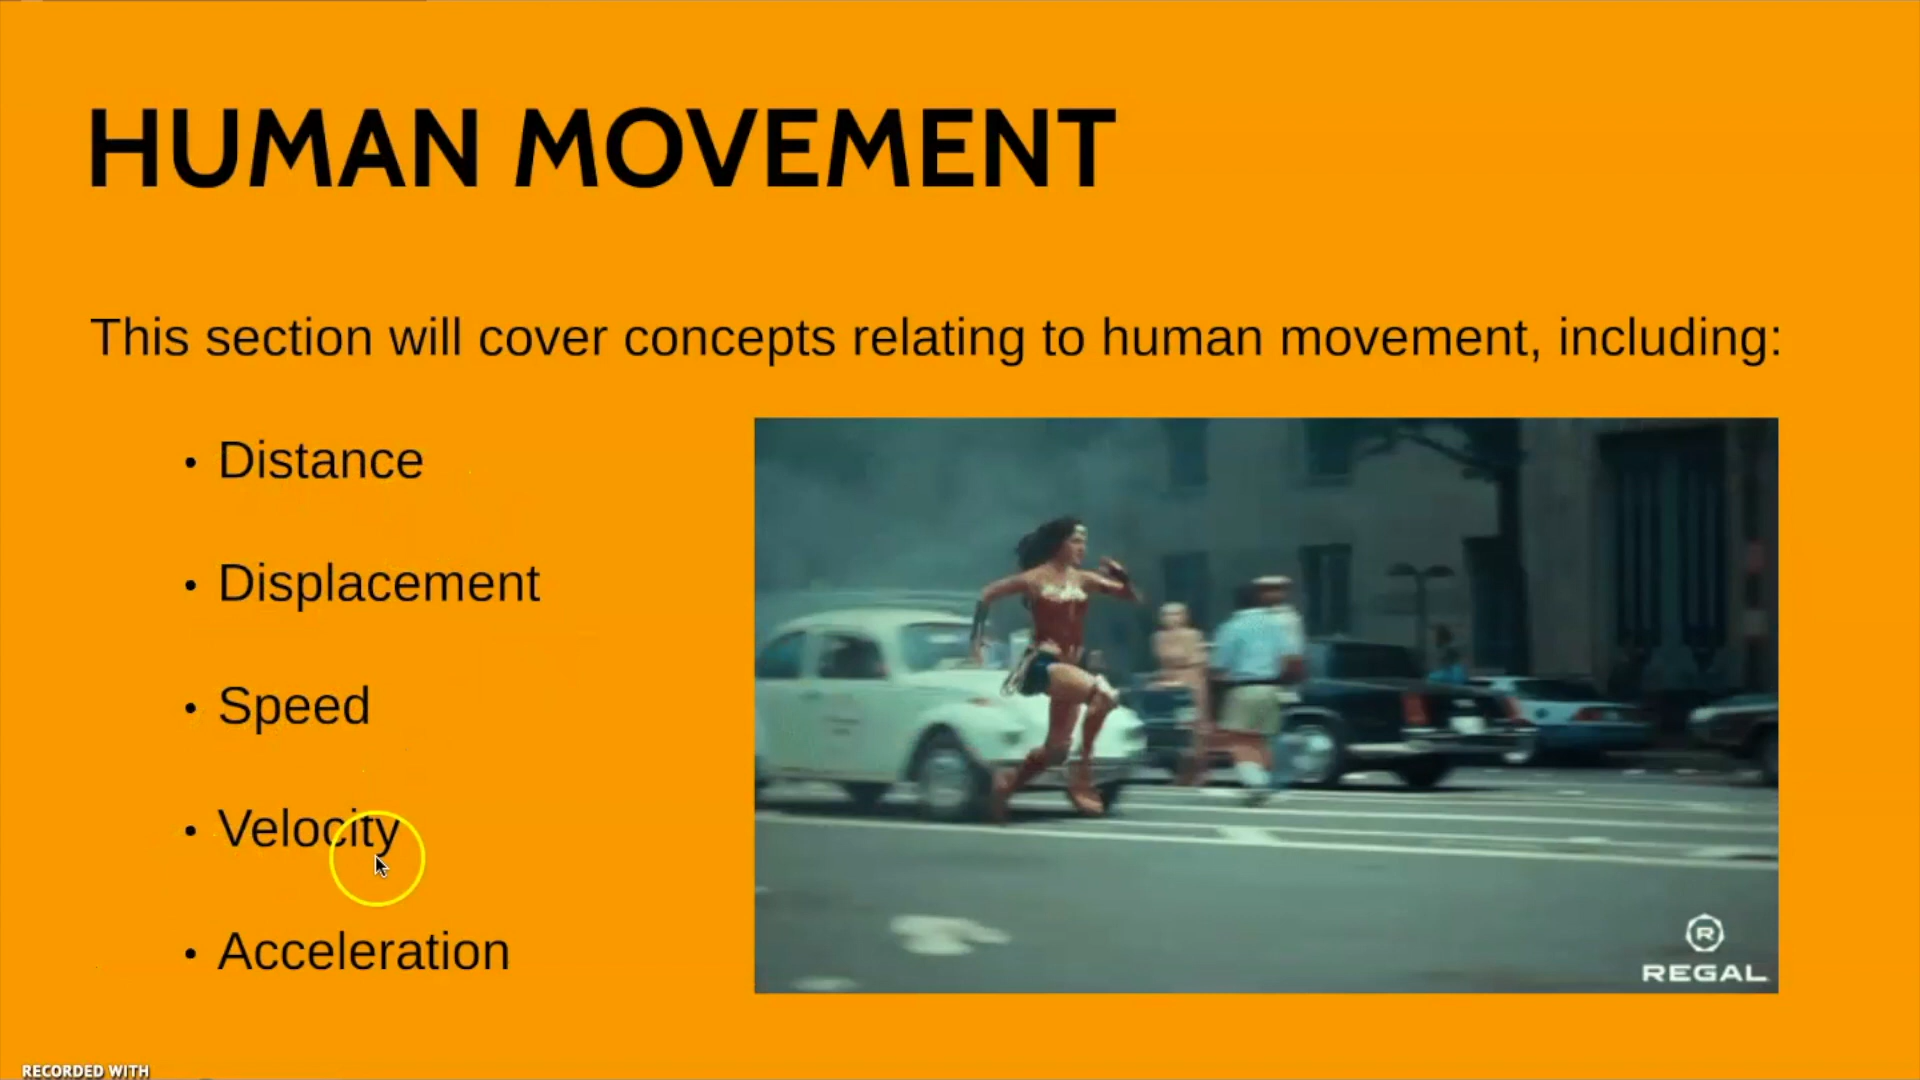 HUMAN MOVEMENT
This section will cover concepts relating to human movement, including:
• Distance
• Displacement
• Speed
• Velocity
• Acceleration
R
REGAL
RECORDED WITH